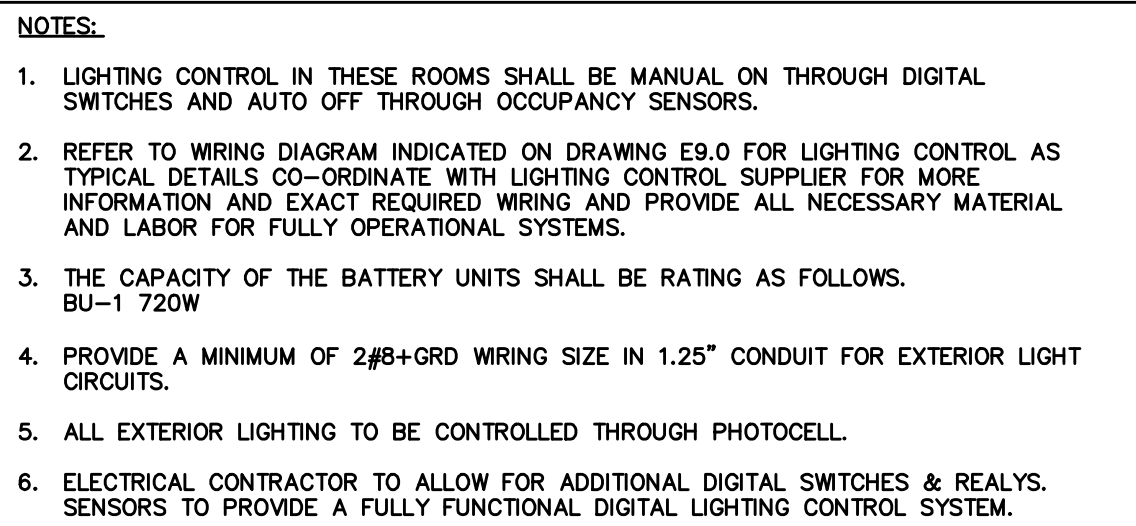 NOTES:
1. LIGHTING CONTROL IN THESE ROOMS SHALL BE MANUAL ON THROUGH DIGITAL
SWITCHES AND AUTO OFF THROUGH OCCUPANCY SENSORS.
2. REFER TO WIRING DIAGRAM INDICATED ON DRAWING E9.0 FOR LIGHTING CONTROL AS
TYPICAL DETAILS CO-ORDINATE WITH LIGHTING CONTROL SUPPLIER FOR MORE
INFORMATION AND EXACT REQUIRED WIRING AND PROVIDE ALL NECESSARY MATERIAL
AND LABOR FOR FULLY OPERATIONAL SYSTEMS.
3. THE CAPACITY OF THE BATTERY UNITS SHALL BE RATING AS FOLLOWS.
BU-1 720W
4. PROVIDE A MINIMUM OF 2#8+GRD WIRING SIZE IN 1.25" CONDUIT FOR EXTERIOR LIGHT
CIRCUITS.
5. ALL EXTERIOR LIGHTING TO BE CONTROLLED THROUGH PHOTOCELL.
6. ELECTRICAL CONTRACTOR TO ALLOW FOR ADDITIONAL DIGITAL SWITCHES & REALYS.
SENSORS TO PROVIDE A FULLY FUNCTIONAL DIGITAL LIGHTING CONTROL SYSTEM.